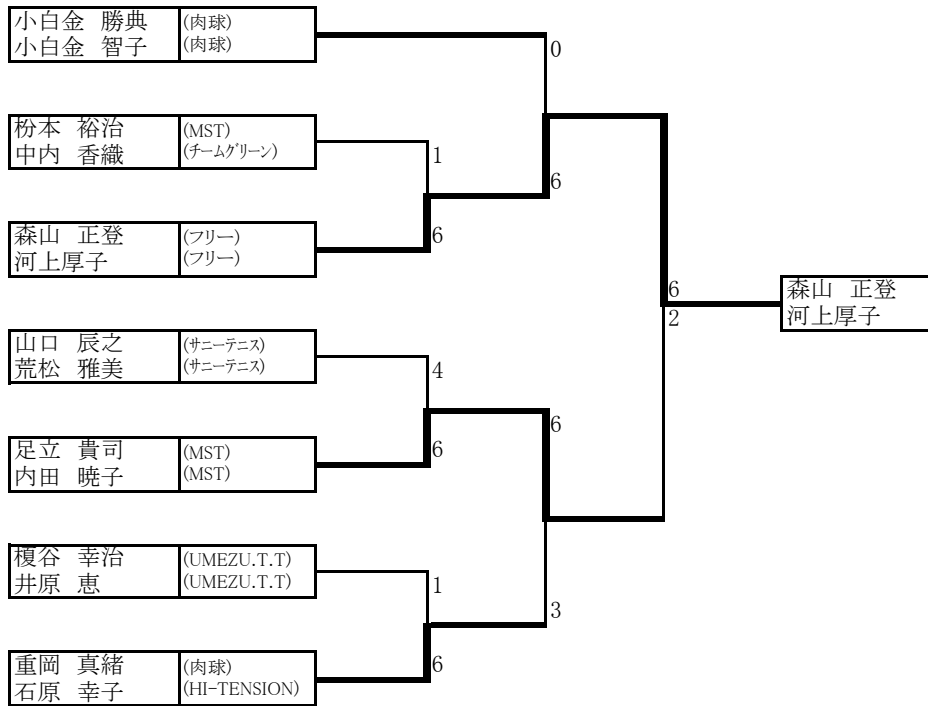 小白金 勝典 (肉球)
小白金 智子 (肉球)
0
枌本 裕治 (MST)
中内 香織 (チームグリーン)
1
6
森山 正登 (フリー)
河上厚子 (フリー)
6
6
2
森山 正登
河上厚子
山口 辰之 (サニーテニス)
荒松 雅美 (サニーテニス)
4
6
足立 貴司 (MST)
内田 暁子 (MST)
6
榎谷 幸治 (UMEZU.T.T)
井原 恵 (UMEZU.T.T)
1
3
重岡 真緒 (肉球)
石原 幸子 (HI-TENSION)
6